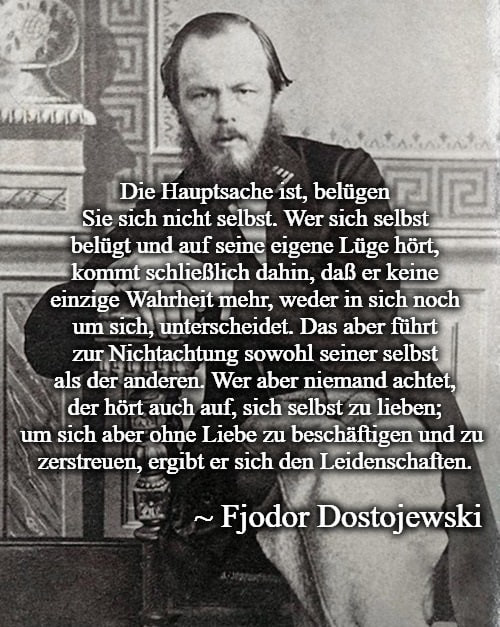 Die Hauptsache ist, belügen
Sie sich nicht selbst. Wer sich selbst
belügt und auf seine eigene Lüge hört,
kommt schließlich dahin, daß er keine
einzige Wahrheit mehr, weder in sich noch
um sich, unterscheidet. Das aber führt
zur Nichtachtung sowohl seiner selbst
als der anderen. Wer aber niemand achtet,
der hört auch auf, sich selbst zu lieben;
um sich aber ohne Liebe zu beschäftigen und zu
zerstreuen, ergibt er sich den Leidenschaften.
~ Fjodor Dostojewski